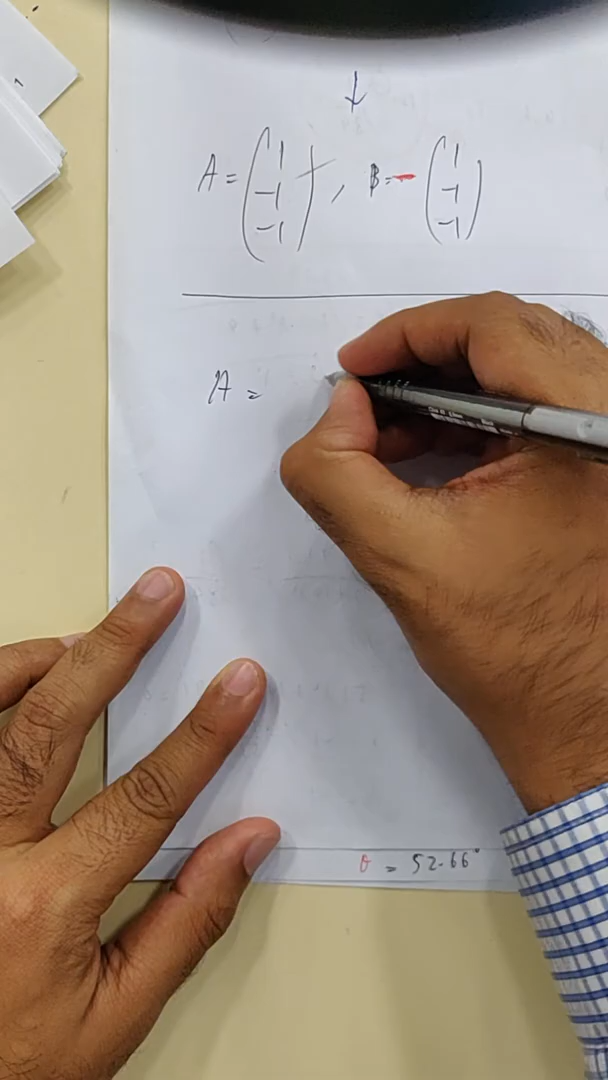 ↓
A = ( 1 -1 -1 ) , B = - ( 1 -1 -1 )
A =
θ = 52.66°